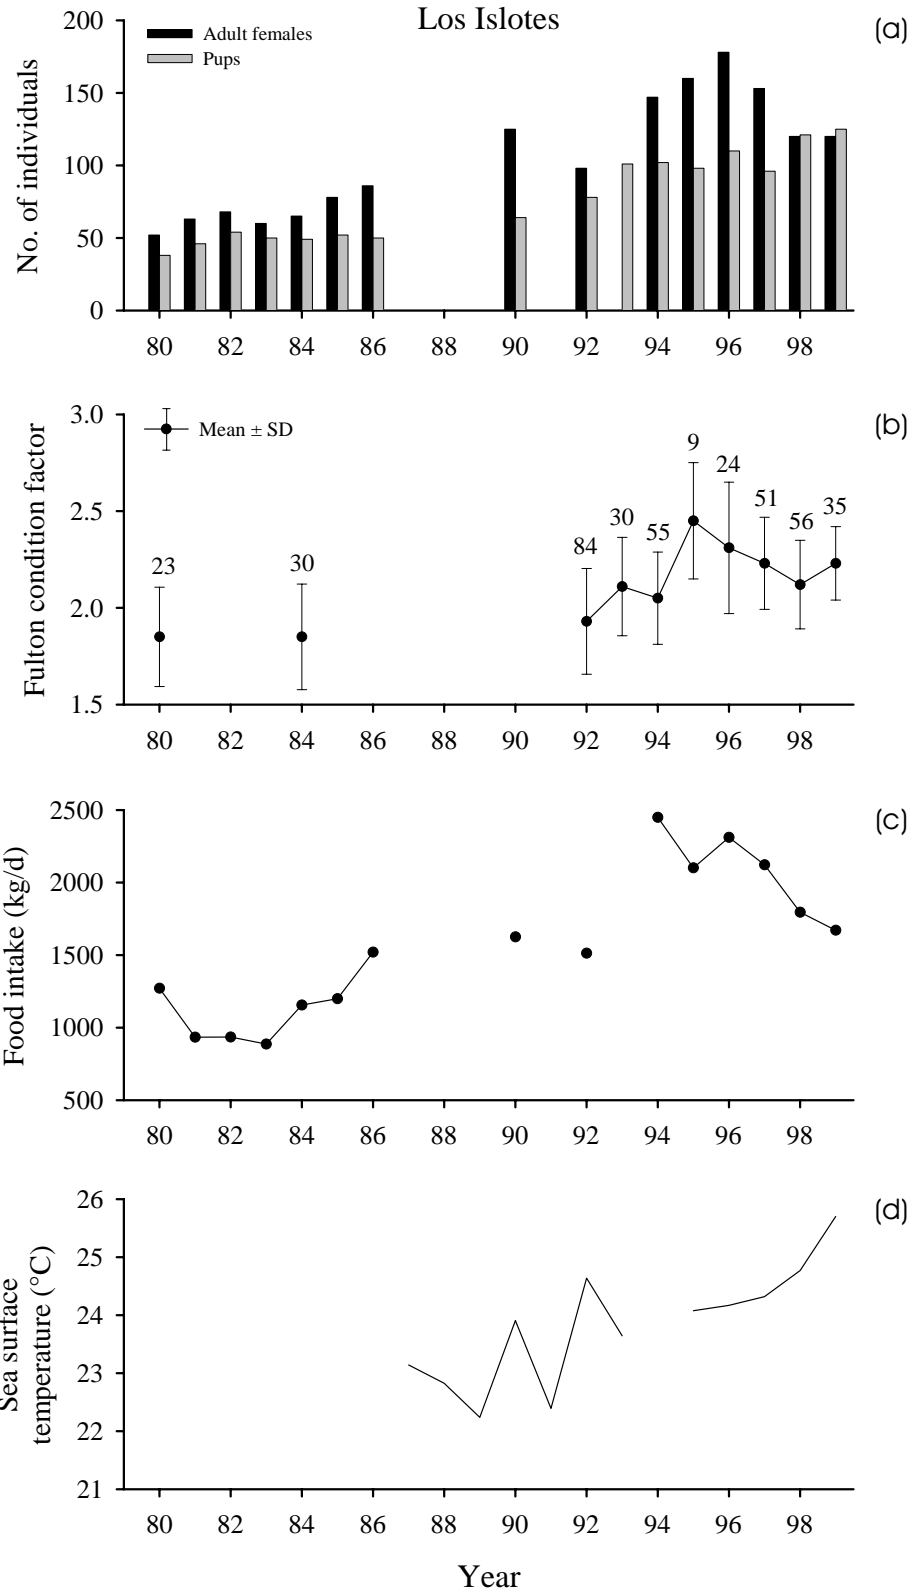 Los Islotes
(a)
Adult females
Pups
No. of individuals
200
150
100
50
0
80 82 84 86 88 90 92 94 96 98
(b)
Mean ± SD
Fulton condition factor
3.0
2.5
2.0
1.5
23 30 84 30 55 9 24 51 56 35
80 82 84 86 88 90 92 94 96 98
(c)
Food intake (kg/d)
2500
2000
1500
1000
500
80 82 84 86 88 90 92 94 96 98
(d)
Sea surface
temperature (°C)
26
25
24
23
22
21
80 82 84 86 88 90 92 94 96 98
Year